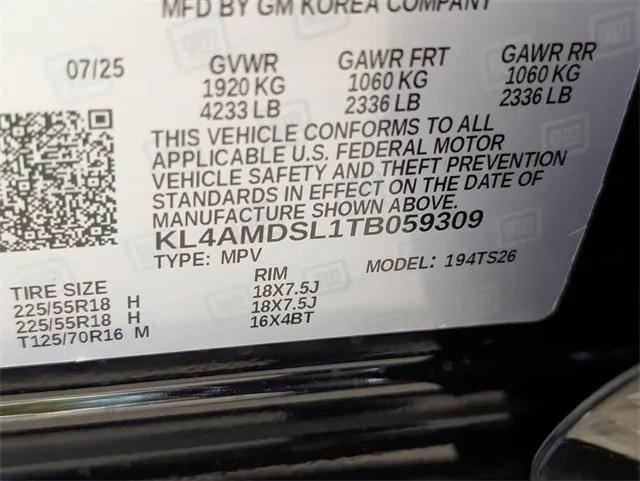 MFD BY GM KOREA COMPANY
07/25 GVWR GAWR FRT GAWR RR
1920 KG 1060 KG 1060 KG
4233 LB 2336 LB 2336 LB
THIS VEHICLE CONFORMS TO ALL
APPLICABLE U.S. FEDERAL MOTOR
VEHICLE SAFETY AND THEFT PREVENTION
STANDARDS IN EFFECT ON THE DATE OF
MANUFACTURE SHOWN ABOVE.
KL4AMDSL1TB059309
TYPE: MPV MODEL: 194TS26
TIRE SIZE RIM
225/55R18 H 18X7.5J
225/55R18 H 18X7.5J
T125/70R16 M 16X4BT